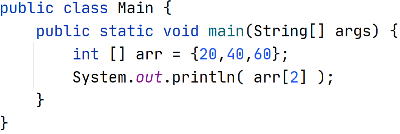 public class Main {
    public static void main(String[] args) {
        int [] arr = {20,40,60};
        System.out.println( arr[2] );
    }
}